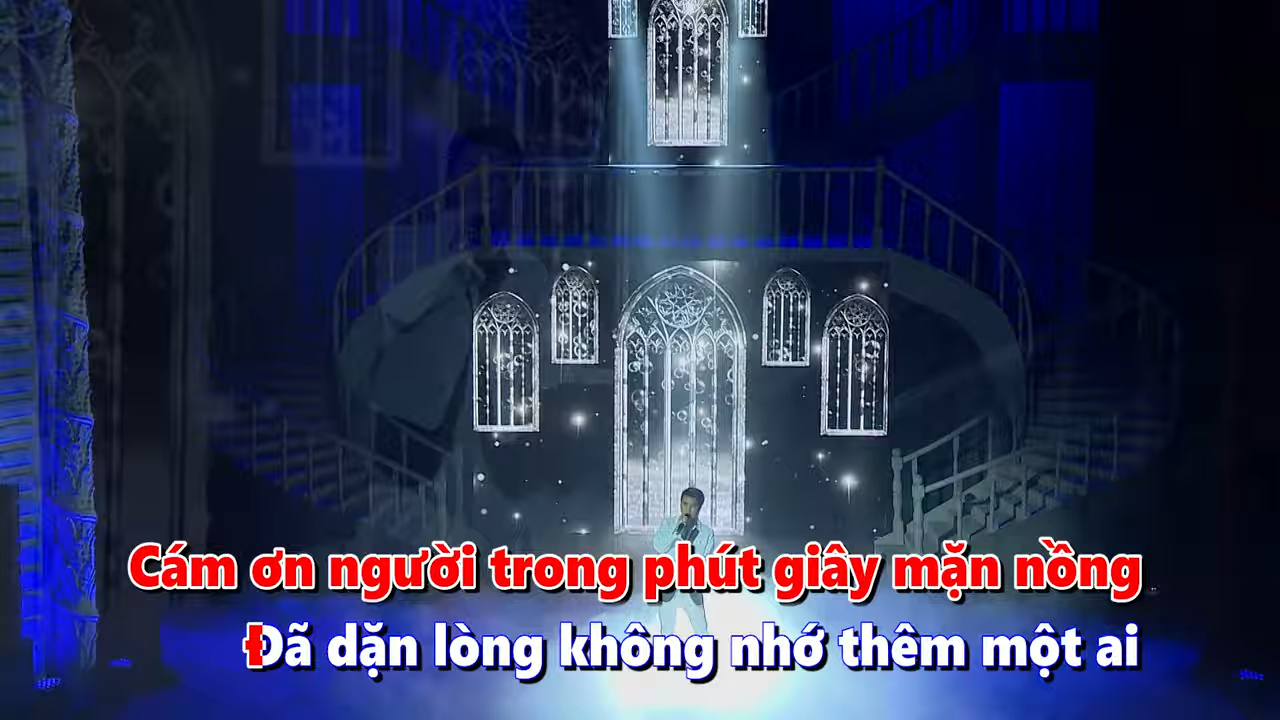 Cám ơn người trong phút giây mặn nồng
Đã dặn lòng không nhớ thêm một ai